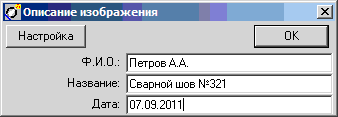 Описание изображения
Настройка
OK
Ф.И.О.: Петров А.А.
Название: Сварной шов №321
Дата: 07.09.2011